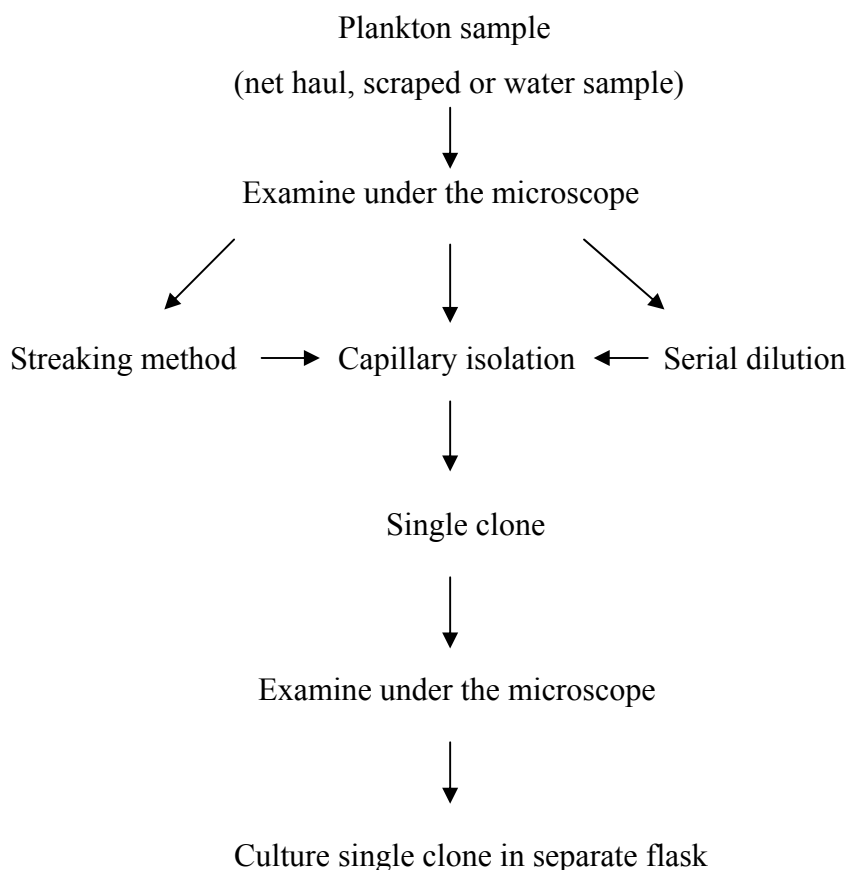 Plankton sample
(net haul, scraped or water sample)
Examine under the microscope
Streaking method
Capillary isolation
Serial dilution
Single clone
Examine under the microscope
Culture single clone in separate flask